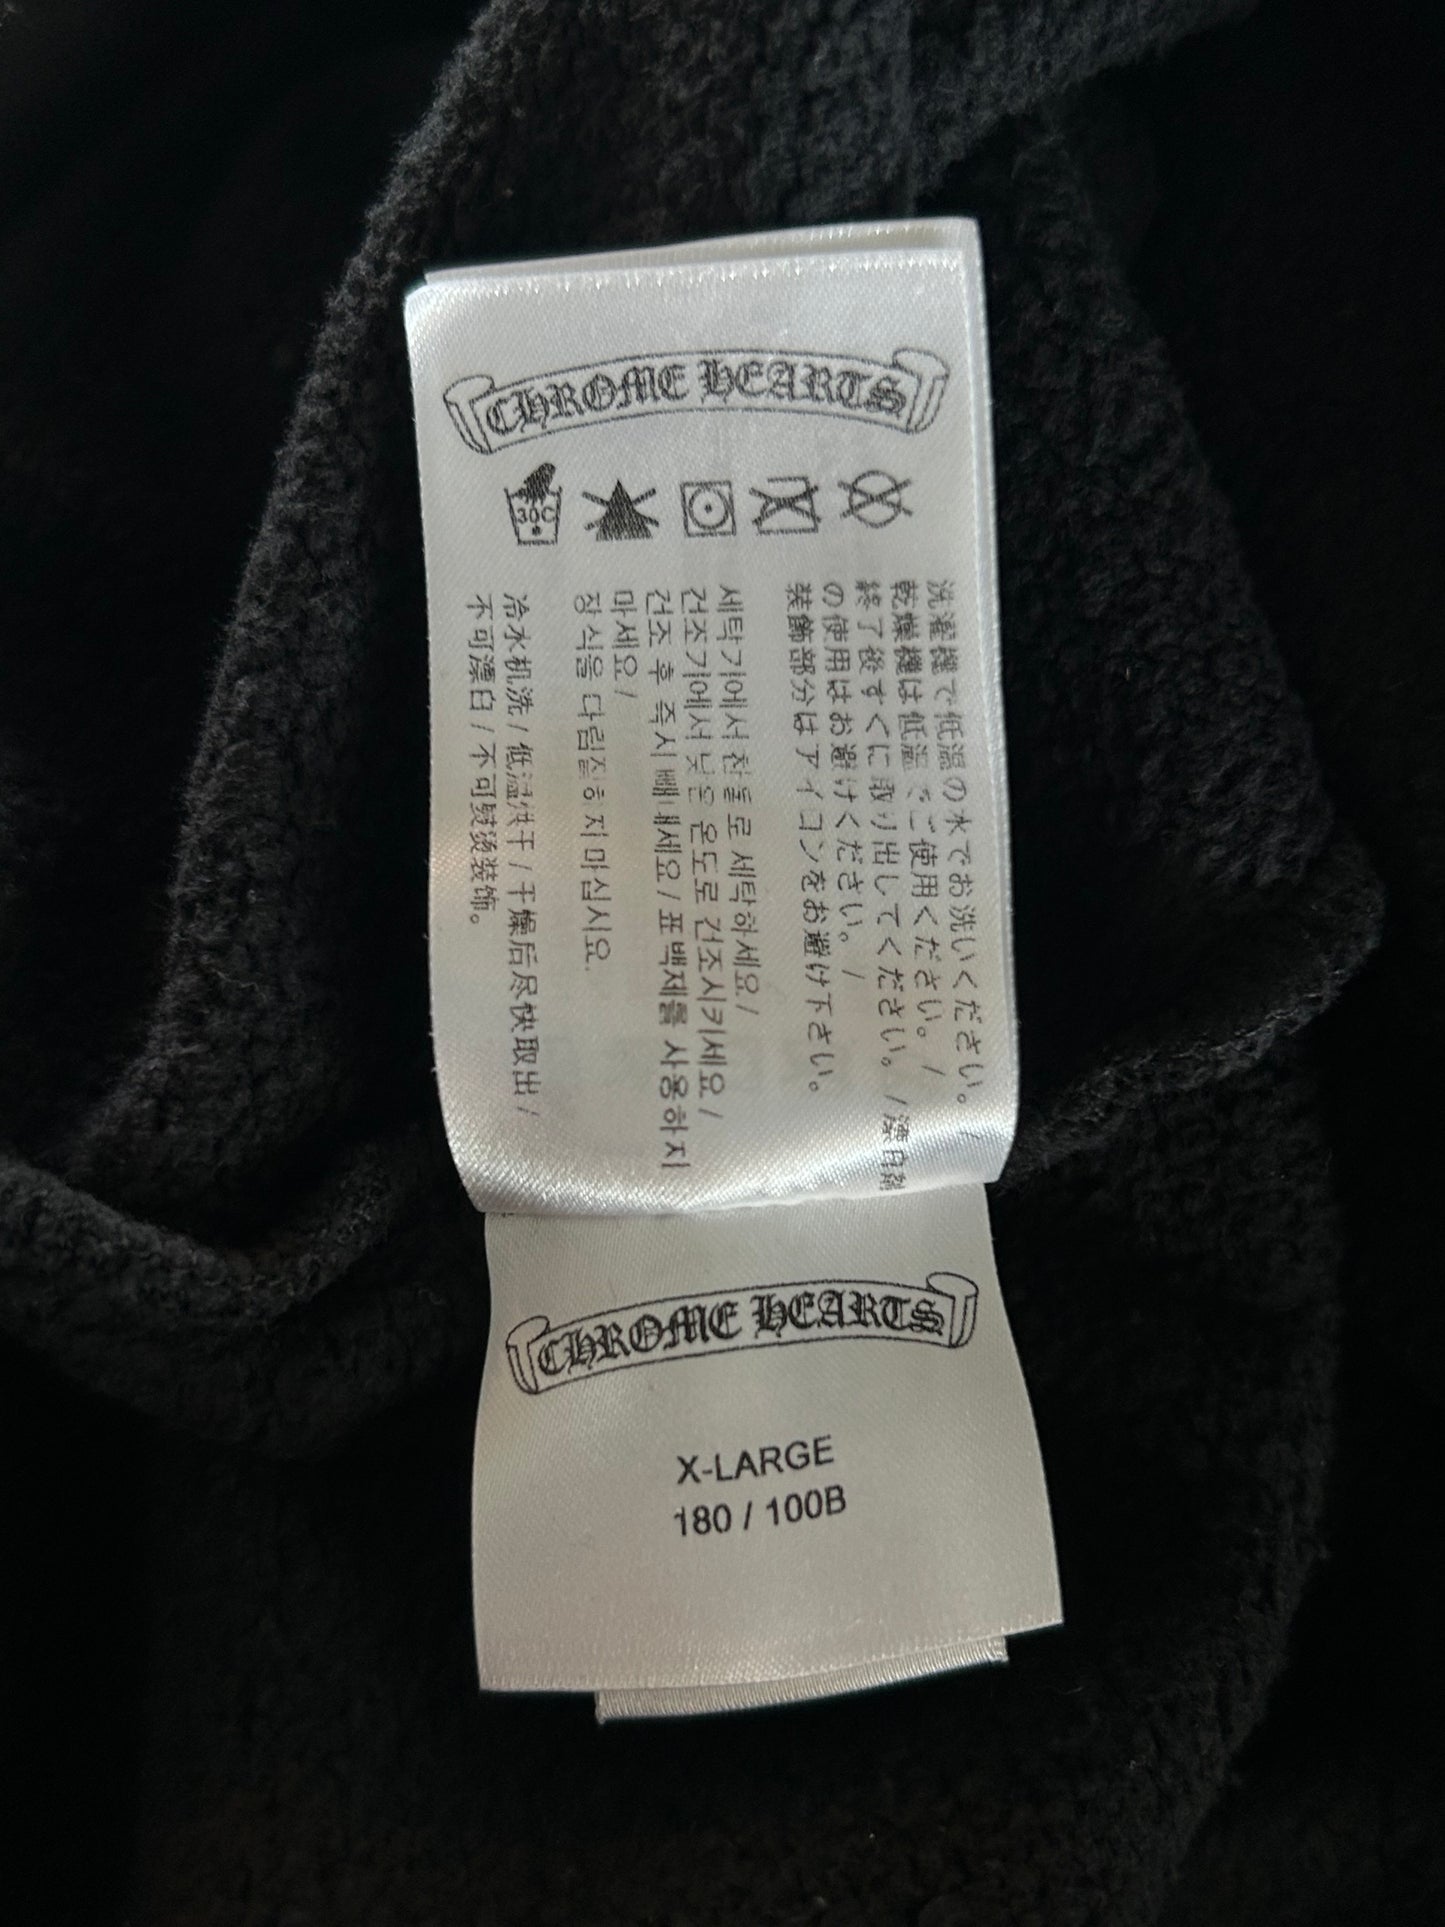 CHROME HEARTS
30C
洗濯機で低温の水でお洗いください。/
乾燥機は低温でご使用ください。/
終了後すぐに取り出してください。/漂白剤
の使用はお避けください。/
装飾部分はアイロンをお避け下さい。
세탁기에서 찬물로 세탁하세요/
건조기에서 낮은 온도로 건조시키세요/
건조 후 즉시 빼내세요/표백제를 사용하지
마세요/
장식을 다림질하지 마십시요.
冷水机洗/低温烘干/干燥后尽快取出/
不可漂白/不可熨烫装饰。
CHROME HEARTS
X-LARGE
180 / 100B